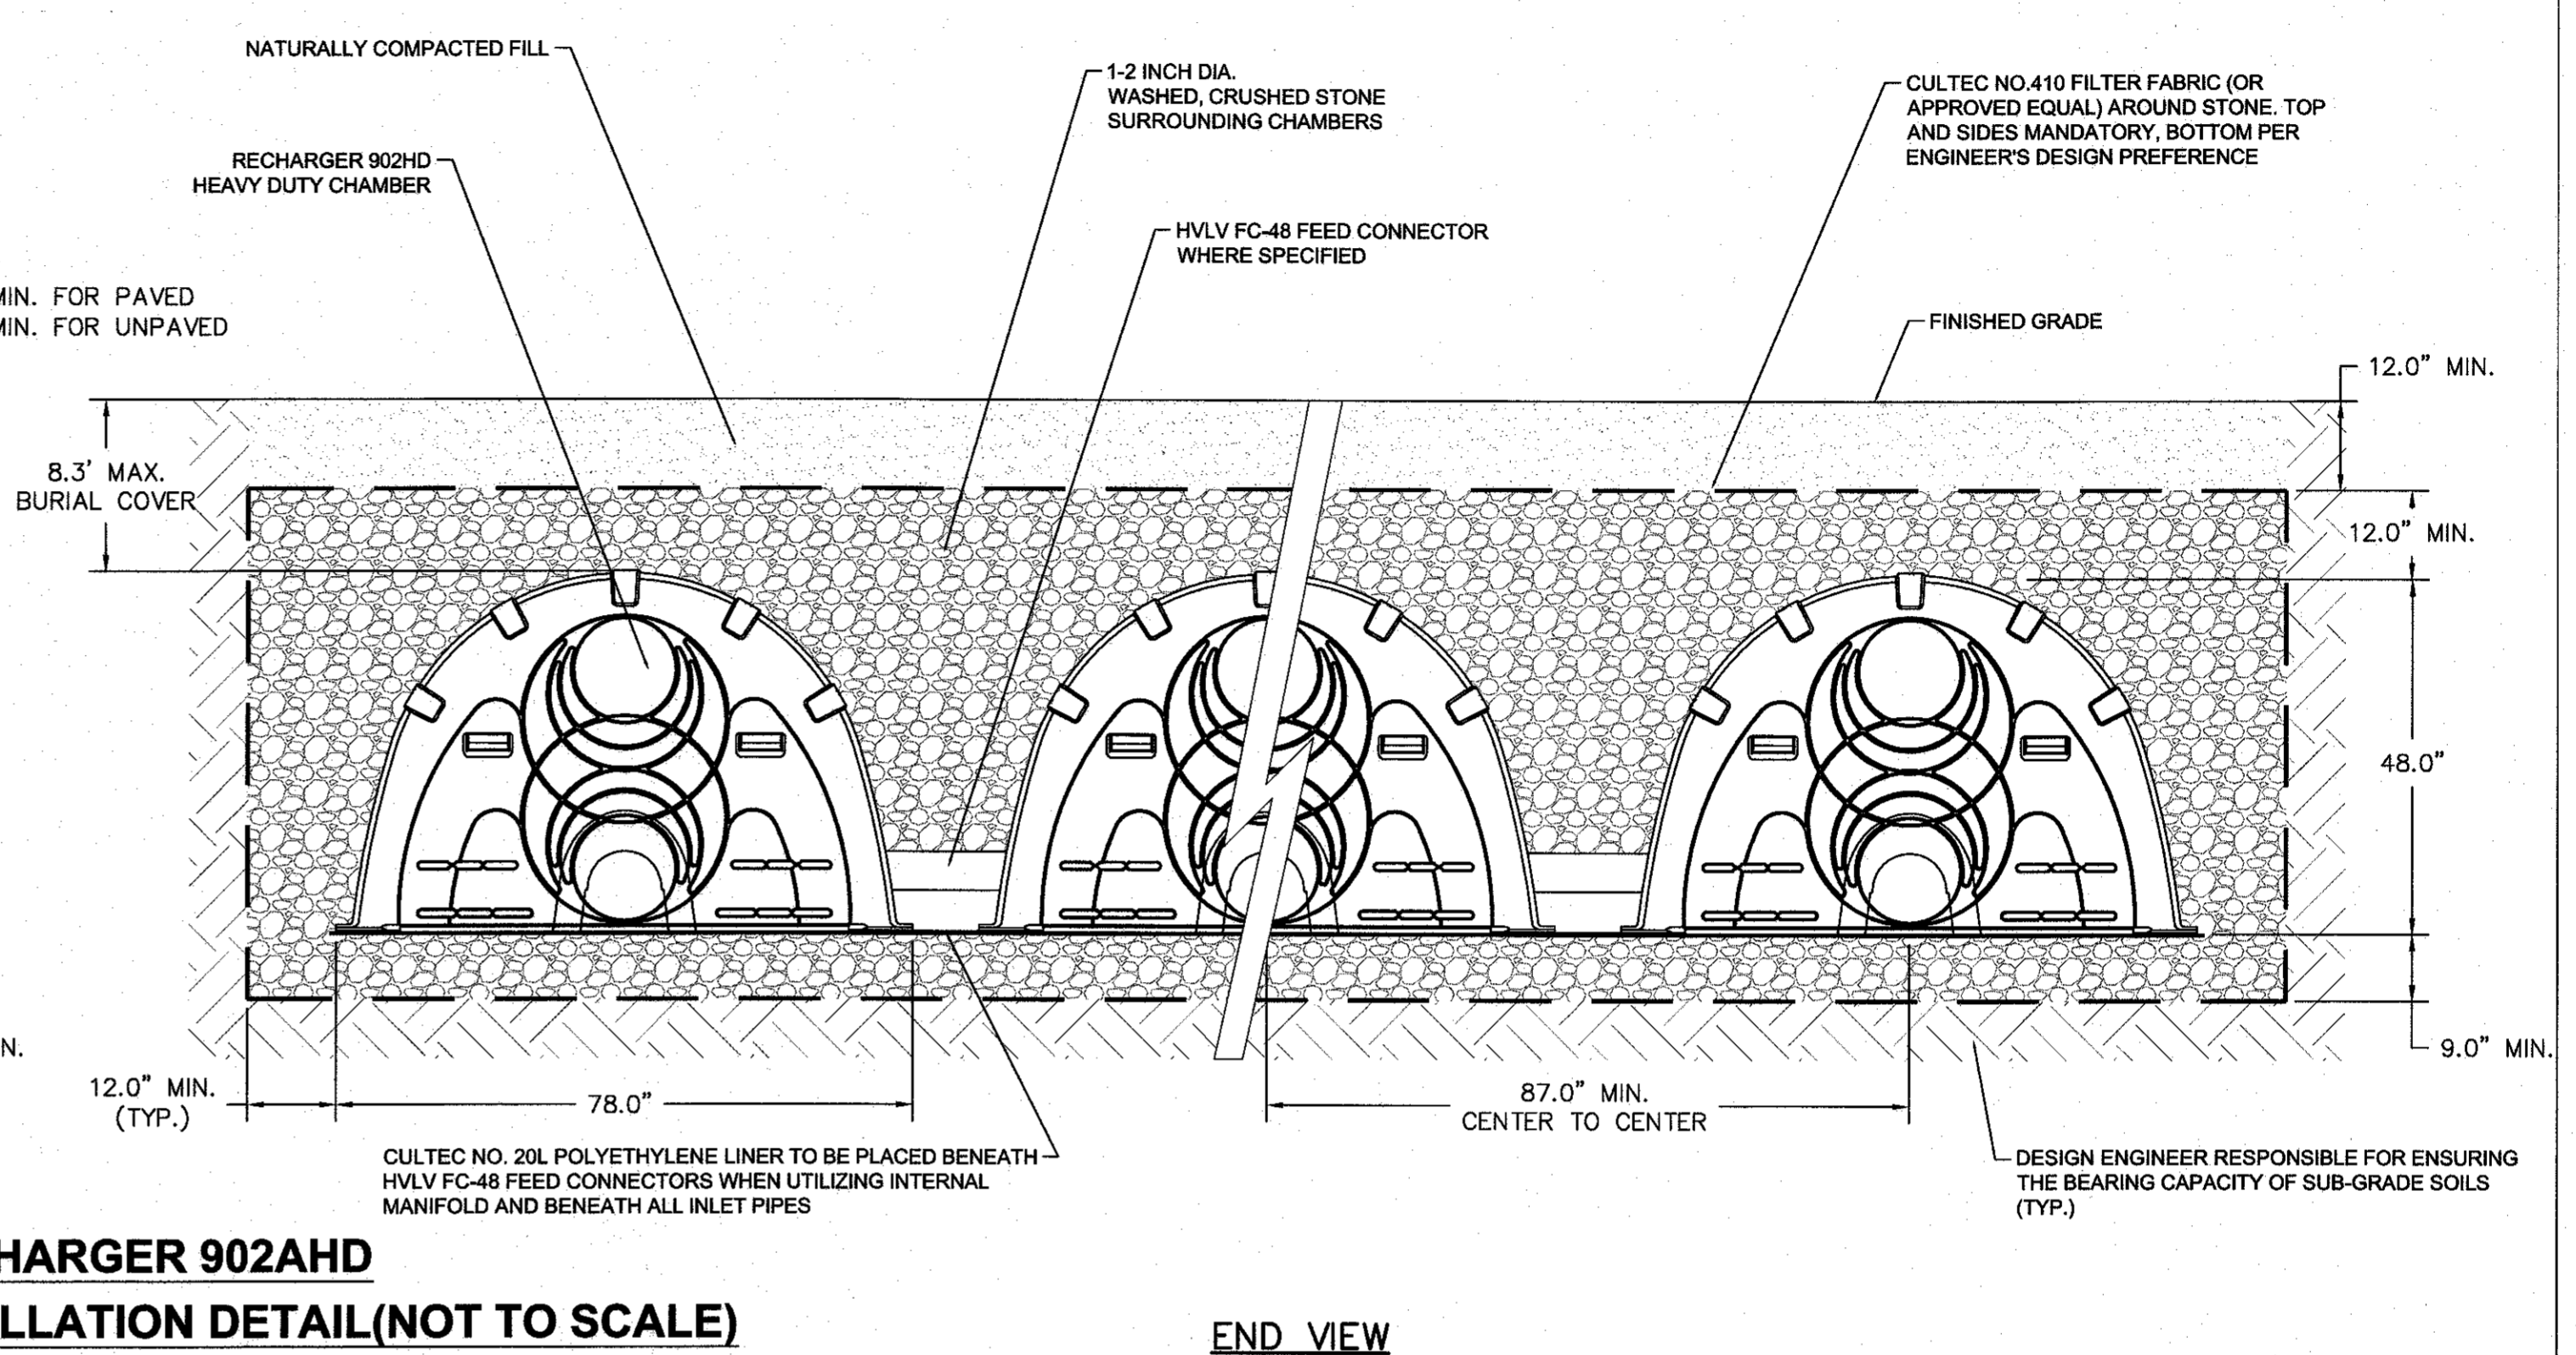 NATURALLY COMPACTED FILL
1-2 INCH DIA.
WASHED, CRUSHED STONE
SURROUNDING CHAMBERS
CULTEC NO.410 FILTER FABRIC (OR
APPROVED EQUAL) AROUND STONE. TOP
AND SIDES MANDATORY, BOTTOM PER
ENGINEER'S DESIGN PREFERENCE
RECHARGER 902HD
HEAVY DUTY CHAMBER
HVLV FC-48 FEED CONNECTOR
WHERE SPECIFIED
MIN. FOR PAVED
MIN. FOR UNPAVED
FINISHED GRADE
12.0" MIN.
8.3' MAX.
BURIAL COVER
12.0" MIN.
48.0"
N.
9.0" MIN.
12.0" MIN.
(TYP.)
78.0"
87.0" MIN.
CENTER TO CENTER
CULTEC NO. 20L POLYETHYLENE LINER TO BE PLACED BENEATH
HVLV FC-48 FEED CONNECTORS WHEN UTILIZING INTERNAL
MANIFOLD AND BENEATH ALL INLET PIPES
DESIGN ENGINEER RESPONSIBLE FOR ENSURING
THE BEARING CAPACITY OF SUB-GRADE SOILS
(TYP.)
HARGER 902AHD
LLATION DETAIL(NOT TO SCALE)
END VIEW